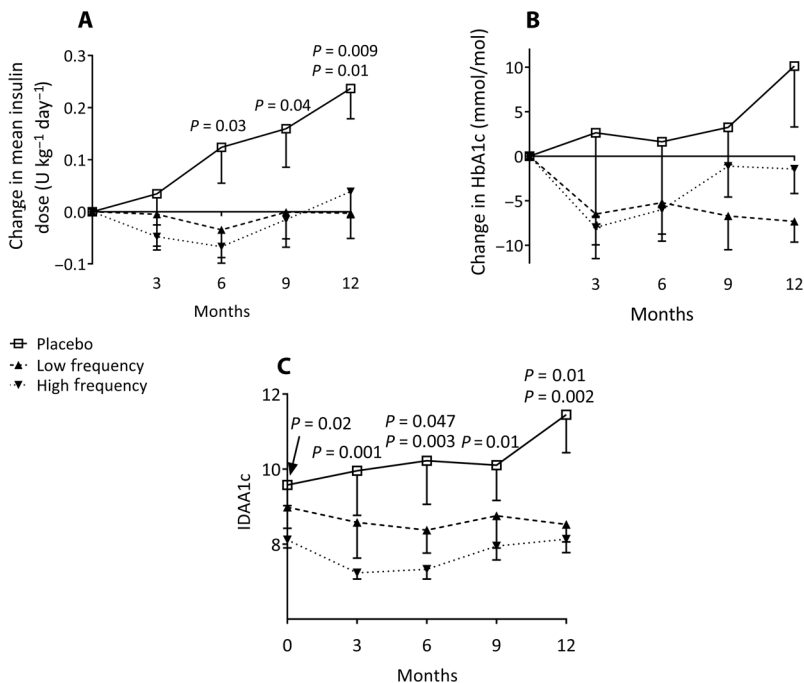 A
Change in mean insulin
dose (U kg⁻¹ day⁻¹)
0.3
0.2
0.1
0.0
−0.1
P = 0.03
P = 0.04
P = 0.009
P = 0.01
3 6 9 12
Months
B
Change in HbA1c (mmol/mol)
10
5
0
−5
−10
3 6 9 12
Months
Placebo
Low frequency
High frequency
C
IDAA1c
12
10
8
P = 0.02
P = 0.001
P = 0.047
P = 0.003
P = 0.01
P = 0.01
P = 0.002
0 3 6 9 12
Months